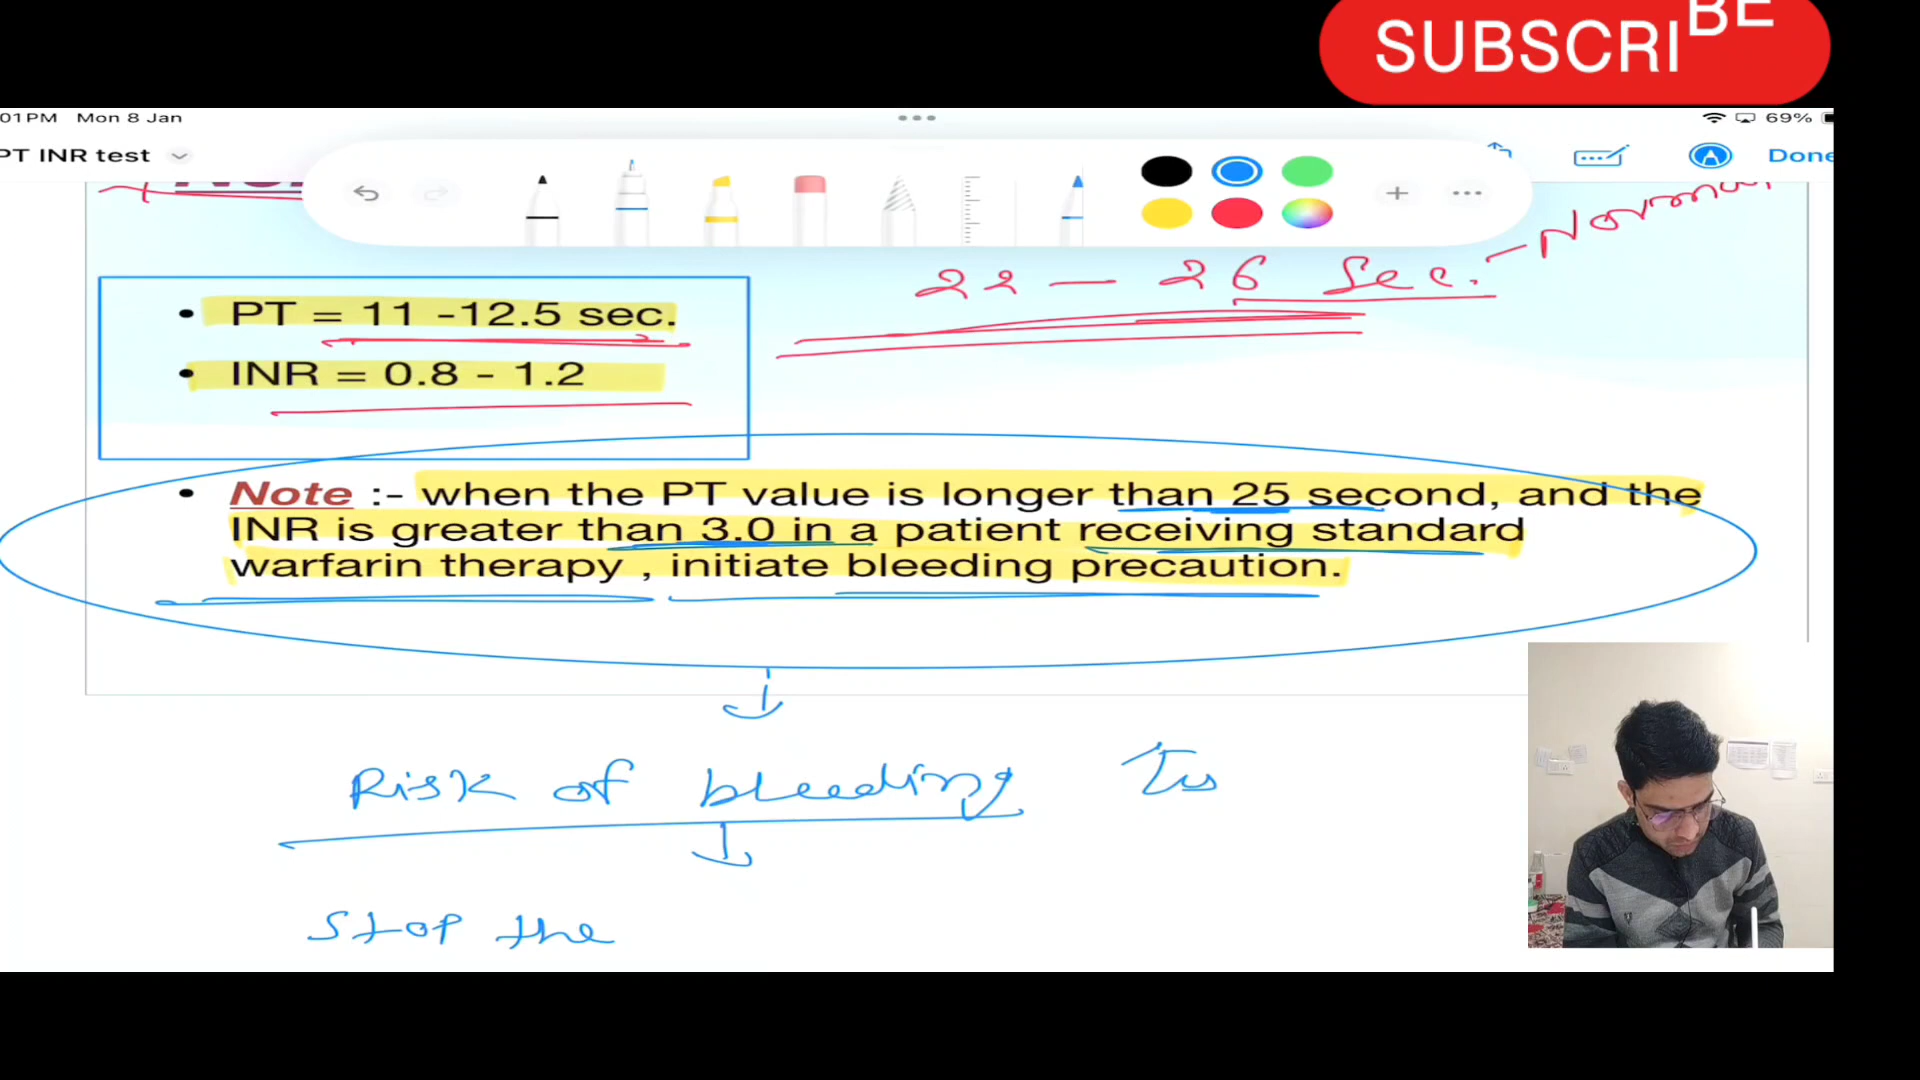 SUBSCRIBE
01PM Mon 8 Jan
69%
PT INR test
Done
Normal
22 — 26 Sec.
• PT = 11 -12.5 sec.
• INR = 0.8 - 1.2
• Note :- when the PT value is longer than 25 second, and the
INR is greater than 3.0 in a patient receiving standard
warfarin therapy , initiate bleeding precaution.
Risk of bleeding
Stop the